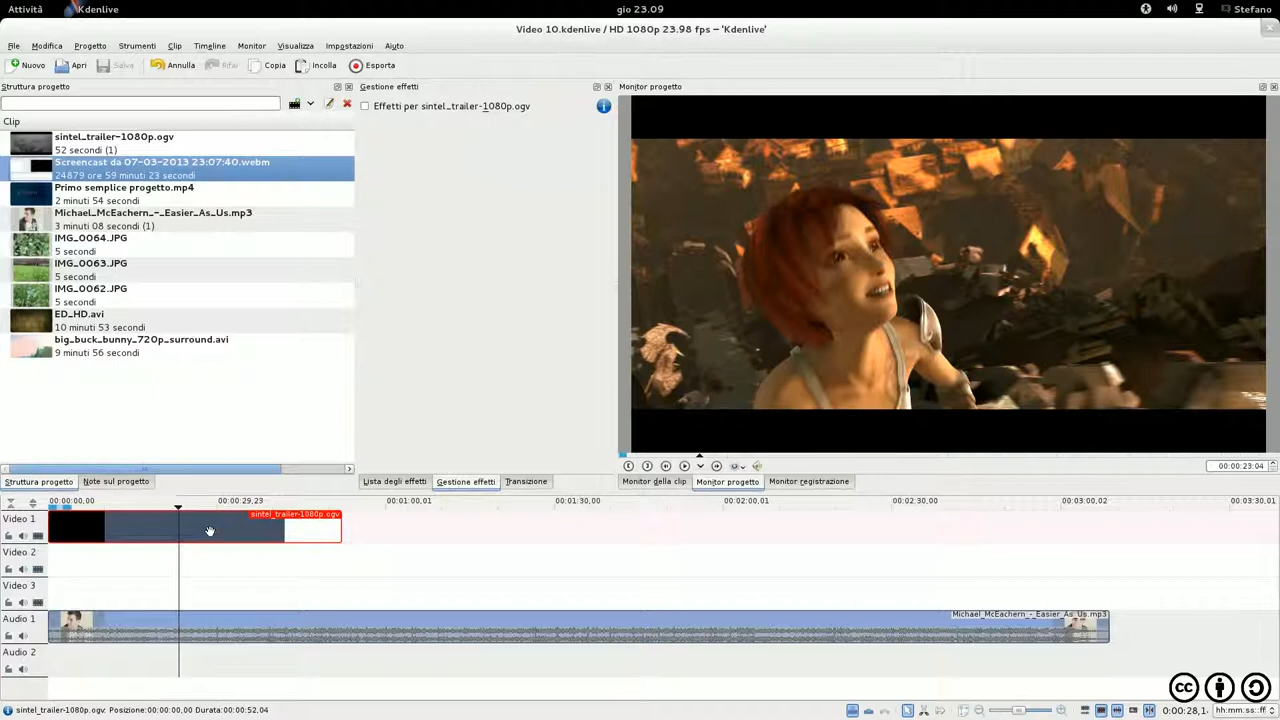 Attività Kdenlive gio 23.09 Stefano
Video 10.kdenlive / HD 1080p 23.98 fps – 'Kdenlive'
File Modifica Progetto Strumenti Clip Timeline Monitor Visualizza Impostazioni Aiuto
Nuovo Apri Salva Annulla Rifai Copia Incolla Esporta
Struttura progetto
Gestione effetti
Monitor progetto
Effetti per sintel_trailer-1080p.ogv
Clip
sintel_trailer-1080p.ogv
52 secondi (1)
Screencast da 07-03-2013 23:07:40.webm
24879 ore 59 minuti 23 secondi
Primo semplice progetto.mp4
2 minuti 54 secondi
Michael_McEachern_-_Easier_As_Us.mp3
3 minuti 08 secondi (1)
IMG_0064.JPG
5 secondi
IMG_0063.JPG
5 secondi
IMG_0062.JPG
5 secondi
ED_HD.avi
10 minuti 53 secondi
big_buck_bunny_720p_surround.avi
9 minuti 56 secondi
00:00:23:04
Struttura progetto Note sul progetto Lista degli effetti Gestione effetti Transizione Monitor della clip Monitor progetto Monitor registrazione
00:00:00,00 00:00:29,23 00:01:00,01 00:01:30,00 00:02:00,01 00:02:30,00 00:03:00,02 00:03:30,01
Video 1
sintel_trailer-1080p.ogv
Video 2
Video 3
Audio 1
Michael_McEachern_-_Easier_As_Us.mp3
Audio 2
cc
sintel_trailer-1080p.ogv: Posizione:00:00:00,00 Durata:00:00:52,04
hh:mm:ss::ff